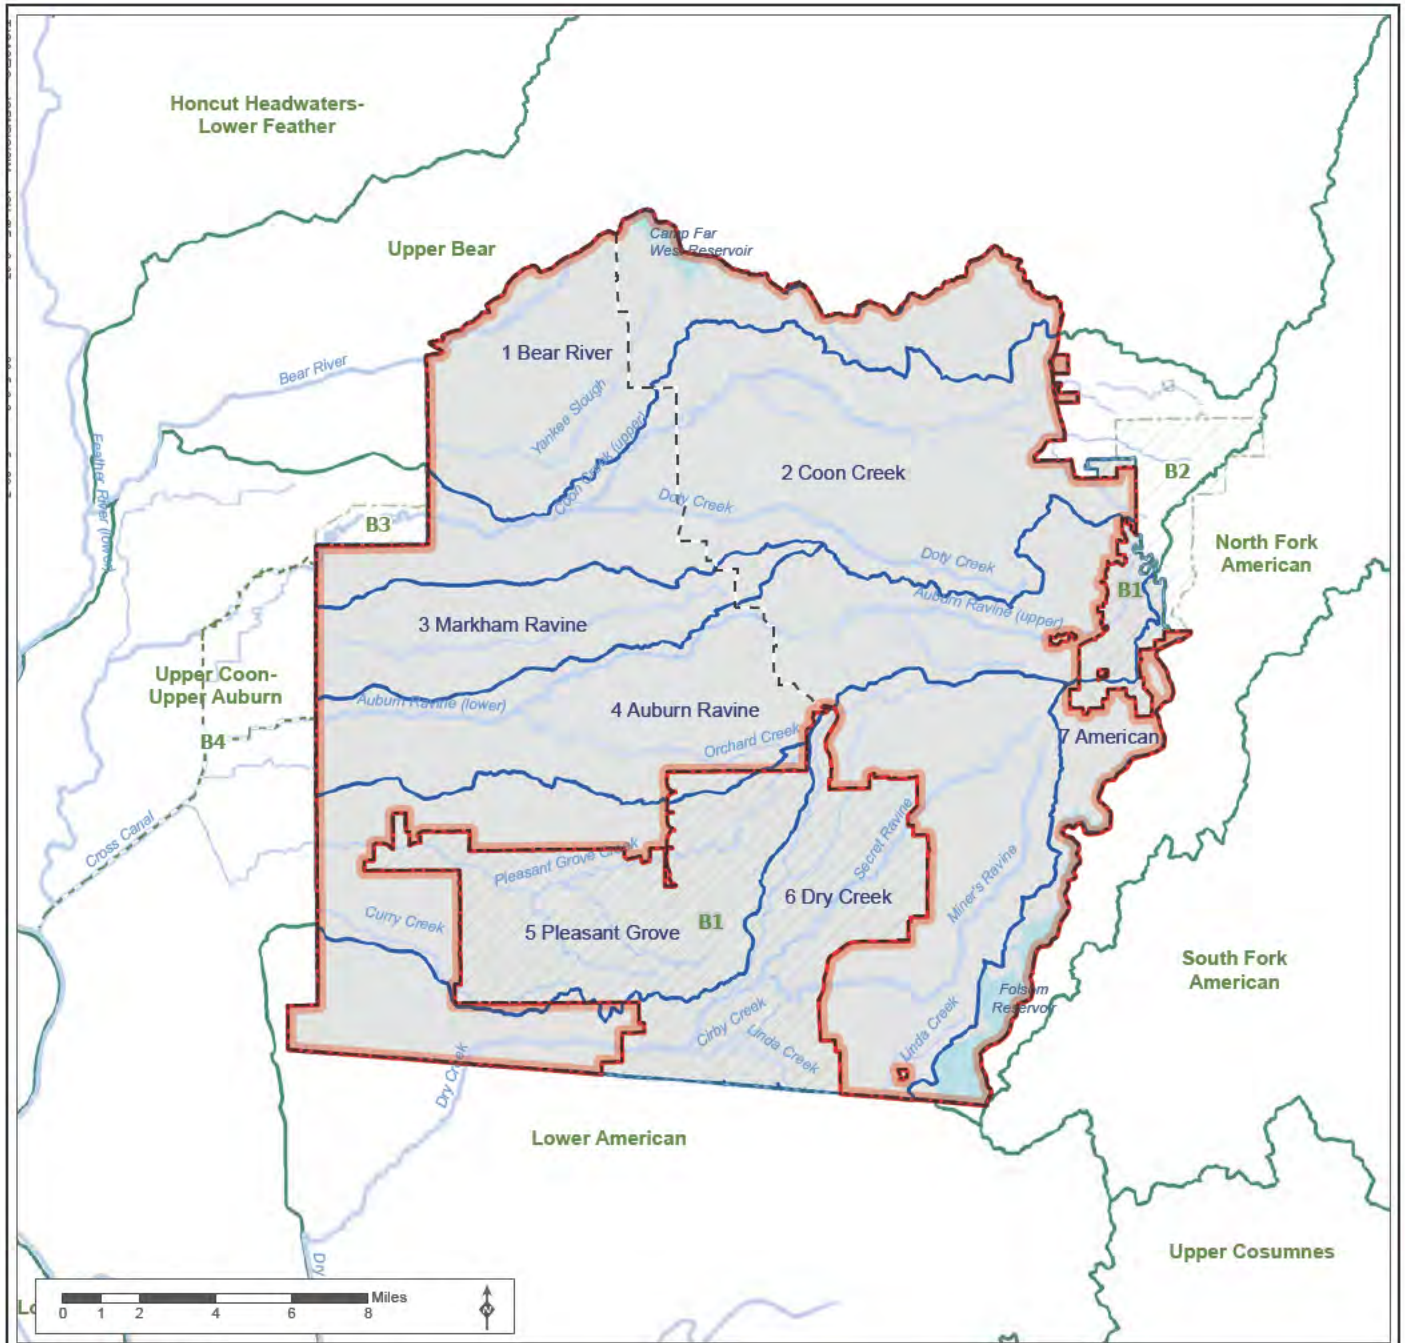 Honcut Headwaters-
Lower Feather
Upper Bear
Camp Far
West Reservoir
1 Bear River
Bear River
Yankee Slough
Coon Creek (upper)
2 Coon Creek
B2
Feather River (lower)
Doty Creek
B3
North Fork
American
Doty Creek
B1
Auburn Ravine (upper)
3 Markham Ravine
Upper Coon-
Upper Auburn
Auburn Ravine (lower)
4 Auburn Ravine
B4
Orchard Creek
7 American
Cross Canal
Secret Ravine
Pleasant Grove Creek
Miner's Ravine
6 Dry Creek
Curry Creek
5 Pleasant Grove
B1
South Fork
American
Folsom
Reservoir
Cirby Creek
Linda Creek
Linda Creek
Dry Creek
Lower American
Upper Cosumnes
Dry
Miles
0 1 2 4 6 8
N